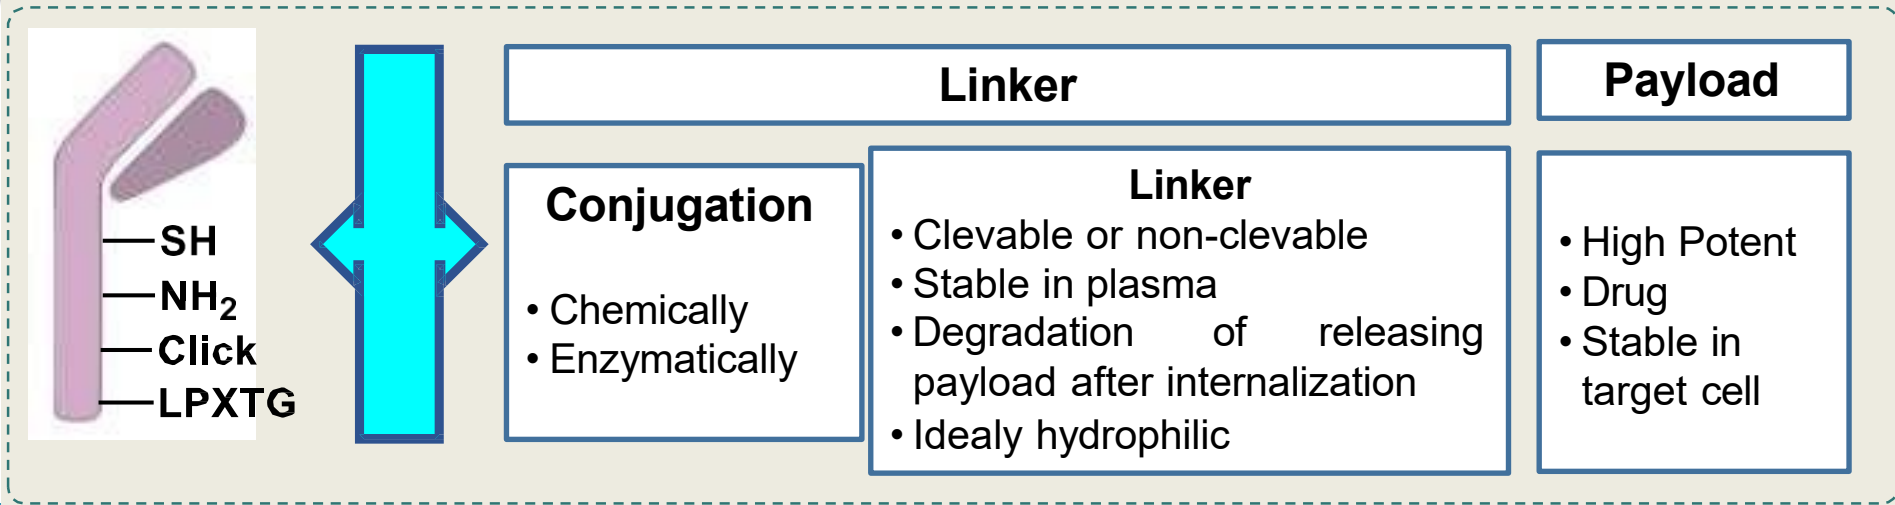 SH
NH₂
Click
LPXTG
Linker
Conjugation
• Chemically
• Enzymatically
Linker
• Clevable or non-clevable
• Stable in plasma
• Degradation of releasing
payload after internalization
• Idealy hydrophilic
Payload
• High Potent
• Drug
• Stable in
target cell